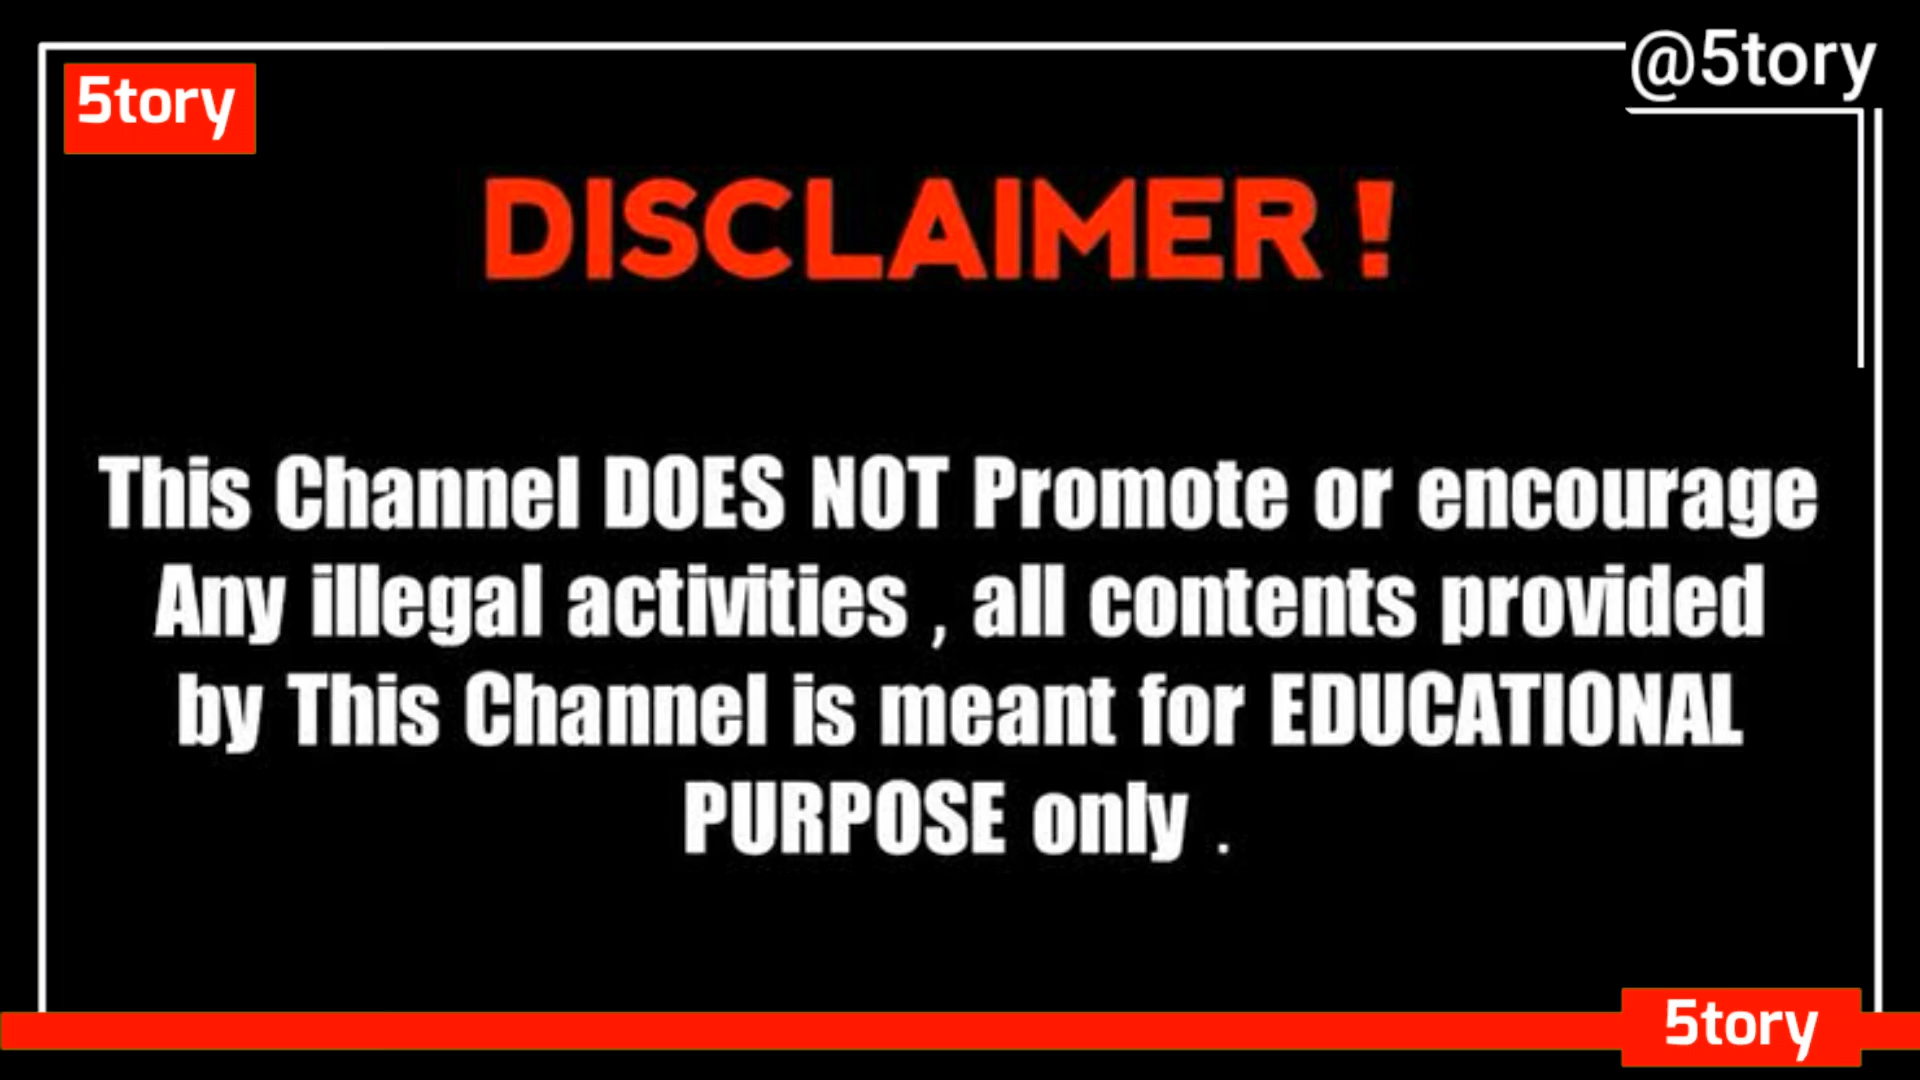 @5tory
5tory
DISCLAIMER !
This Channel DOES NOT Promote or encourage
Any illegal activities , all contents provided
by This Channel is meant for EDUCATIONAL
PURPOSE only .
5tory